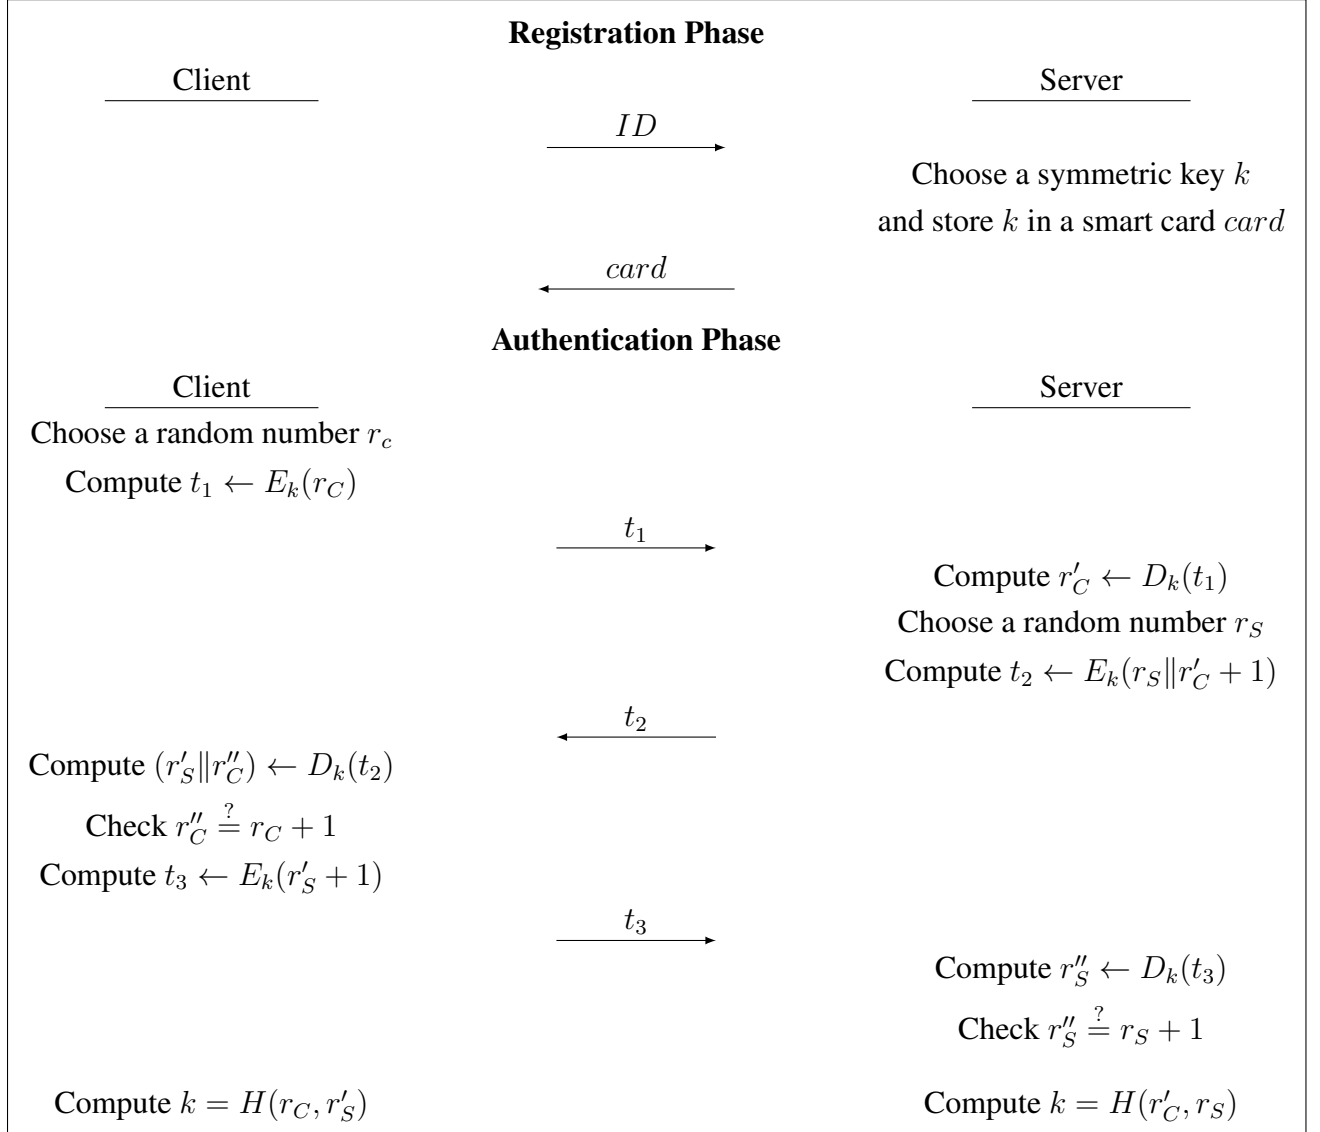 Registration Phase
Client Server
ID
Choose a symmetric key k
and store k in a smart card card
card
Authentication Phase
Client Server
Choose a random number r_c
Compute t_1 ← E_k(r_C)
t_1
Compute r'_C ← D_k(t_1)
Choose a random number r_S
Compute t_2 ← E_k(r_S‖r'_C + 1)
t_2
Compute (r'_S‖r''_C) ← D_k(t_2)
Check r''_C ≟ r_C + 1
Compute t_3 ← E_k(r'_S + 1)
t_3
Compute r''_S ← D_k(t_3)
Check r''_S ≟ r_S + 1
Compute k = H(r_C, r'_S) Compute k = H(r'_C, r_S)